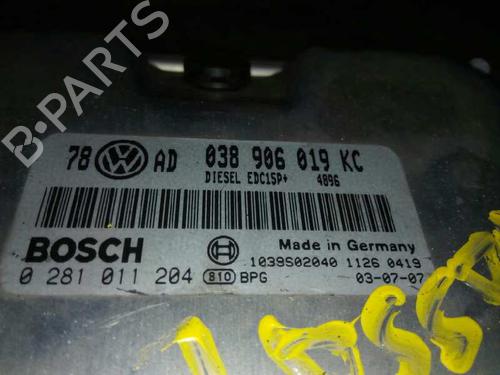 B-PARTS
78 AD 038 906 019 KC
DIESEL EDC15P+ 4896
BOSCH
Made in Germany
1039S02040 1126 0419
0 281 011 204 810 BPG 03-07-07